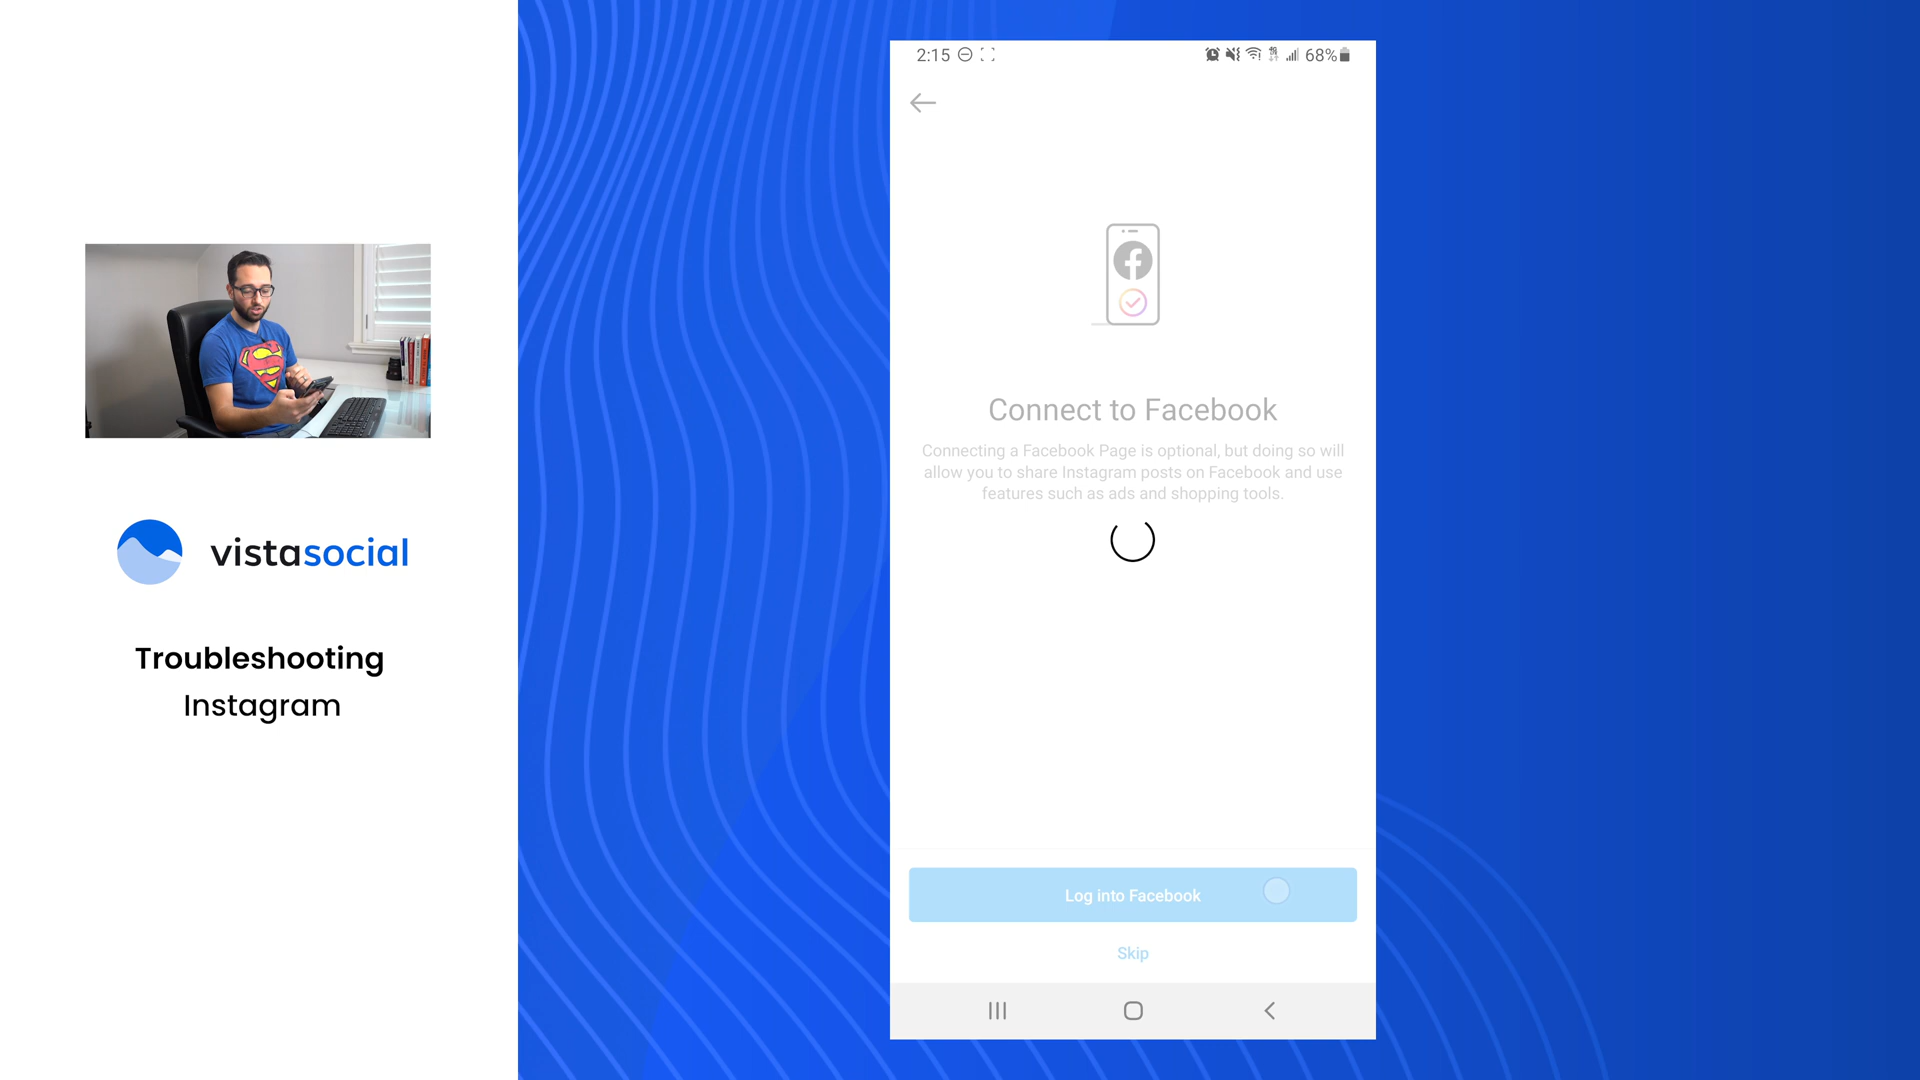 vistasocial
Troubleshooting
Instagram
2:15
68%
Connect to Facebook
Connecting a Facebook Page is optional, but doing so will
allow you to share Instagram posts on Facebook and use
features such as ads and shopping tools.
Log into Facebook
Skip